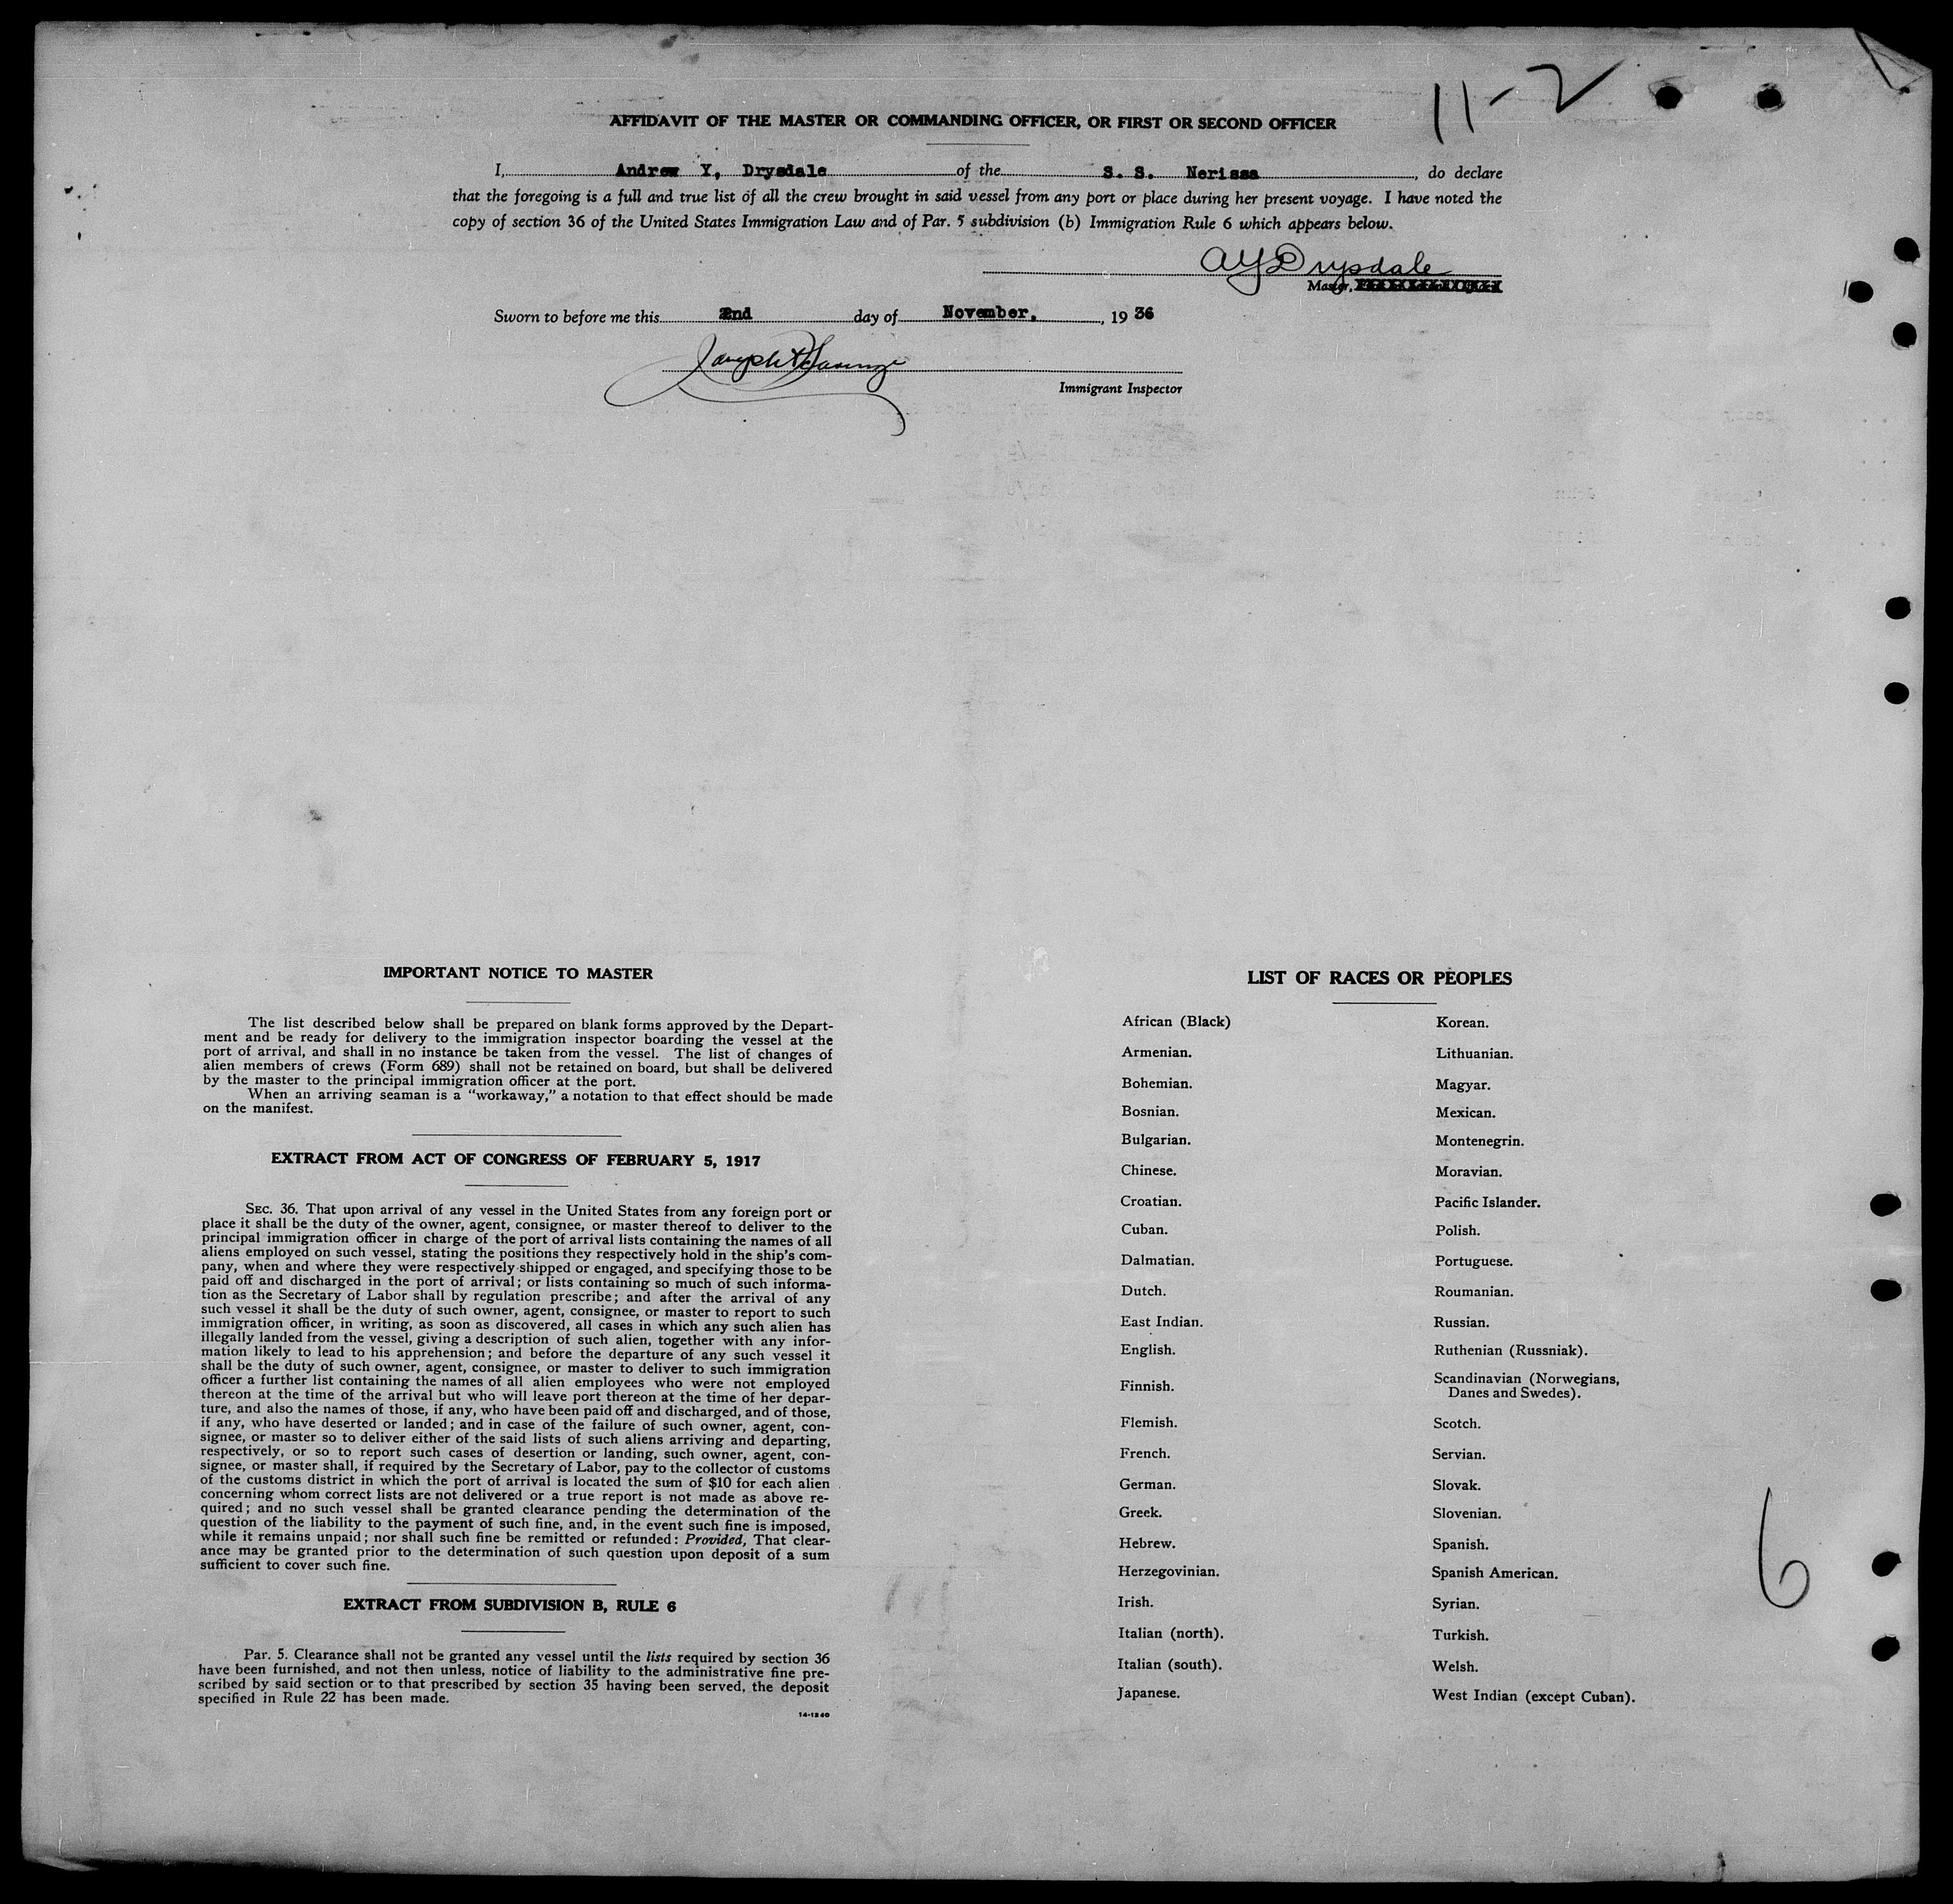 11-2
AFFIDAVIT OF THE MASTER OR COMMANDING OFFICER, OR FIRST OR SECOND OFFICER
I, Andrew Y, Drysdale of the S. S. Nerissa, do declare
that the foregoing is a full and true list of all the crew brought in said vessel from any port or place during her present voyage. I have noted the
copy of section 36 of the United States Immigration Law and of Par. 5 subdivision (b) Immigration Rule 6 which appears below.
AYDrysdale
Master,
Sworn to before me this 2nd day of November, 19 36
Joseph
Immigrant Inspector
IMPORTANT NOTICE TO MASTER
The list described below shall be prepared on blank forms approved by the Depart-
ment and be ready for delivery to the immigration inspector boarding the vessel at the
port of arrival, and shall in no instance be taken from the vessel. The list of changes of
alien members of crews (Form 689) shall not be retained on board, but shall be delivered
by the master to the principal immigration officer at the port.
When an arriving seaman is a "workaway," a notation to that effect should be made
on the manifest.
EXTRACT FROM ACT OF CONGRESS OF FEBRUARY 5, 1917
SEC. 36. That upon arrival of any vessel in the United States from any foreign port or
place it shall be the duty of the owner, agent, consignee, or master thereof to deliver to the
principal immigration officer in charge of the port of arrival lists containing the names of all
aliens employed on such vessel, stating the positions they respectively hold in the ship's com-
pany, when and where they were respectively shipped or engaged, and specifying those to be
paid off and discharged in the port of arrival; or lists containing so much of such informa-
tion as the Secretary of Labor shall by regulation prescribe; and after the arrival of any
such vessel it shall be the duty of such owner, agent, consignee, or master to report to such
immigration officer, in writing, as soon as discovered, all cases in which any such alien has
illegally landed from the vessel, giving a description of such alien, together with any infor-
mation likely to lead to his apprehension; and before the departure of any such vessel it
shall be the duty of such owner, agent, consignee, or master to deliver to such immigration
officer a further list containing the names of all alien employees who were not employed
thereon at the time of the arrival but who will leave port thereon at the time of her depar-
ture, and also the names of those, if any, who have been paid off and discharged, and of those,
if any, who have deserted or landed; and in case of the failure of such owner, agent, con-
signee, or master so to deliver either of the said lists of such aliens arriving and departing,
respectively, or so to report such cases of desertion or landing, such owner, agent, con-
signee, or master shall, if required by the Secretary of Labor, pay to the collector of customs
of the customs district in which the port of arrival is located the sum of $10 for each alien
concerning whom correct lists are not delivered or a true report is not made as above re-
quired; and no such vessel shall be granted clearance pending the determination of the
question of the liability to the payment of such fine, and, in the event such fine is imposed,
while it remains unpaid; nor shall such fine be remitted or refunded: Provided, That clear-
ance may be granted prior to the determination of such question upon deposit of a sum
sufficient to cover such fine.
EXTRACT FROM SUBDIVISION B, RULE 6
Par. 5. Clearance shall not be granted any vessel until the lists required by section 36
have been furnished, and not then unless, notice of liability to the administrative fine pre-
scribed by said section or to that prescribed by section 35 having been served, the deposit
specified in Rule 22 has been made.
14-1240
LIST OF RACES OR PEOPLES
African (Black)
Armenian.
Bohemian.
Bosnian.
Bulgarian.
Chinese.
Croatian.
Cuban.
Dalmatian.
Dutch.
East Indian.
English.
Finnish.
Flemish.
French.
German.
Greek.
Hebrew.
Herzegovinian.
Irish.
Italian (north).
Italian (south).
Japanese.
Korean.
Lithuanian.
Magyar.
Mexican.
Montenegrin.
Moravian.
Pacific Islander.
Polish.
Portuguese.
Roumanian.
Russian.
Ruthenian (Russniak).
Scandinavian (Norwegians,
Danes and Swedes).
Scotch.
Servian.
Slovak.
Slovenian.
Spanish.
Spanish American.
Syrian.
Turkish.
Welsh.
West Indian (except Cuban).
6